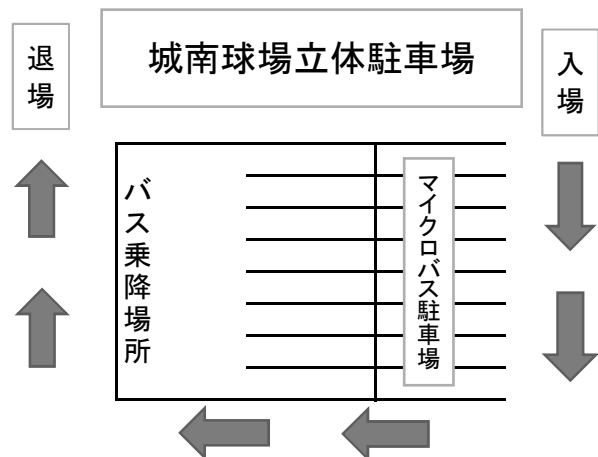 退場
城南球場立体駐車場
入場
バス乗降場所
マイクロバス駐車場